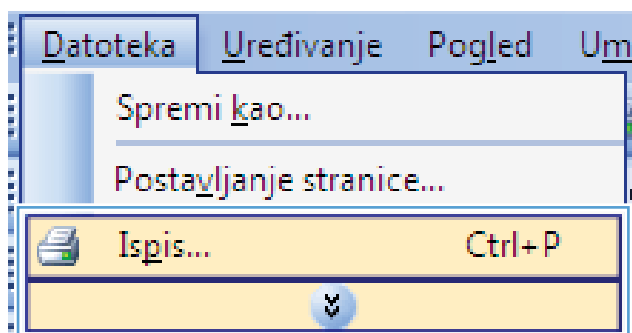 Datoteka Uređivanje Pogled Um
Spremi kao...
Postavljanje stranice...
Ispis... Ctrl+P